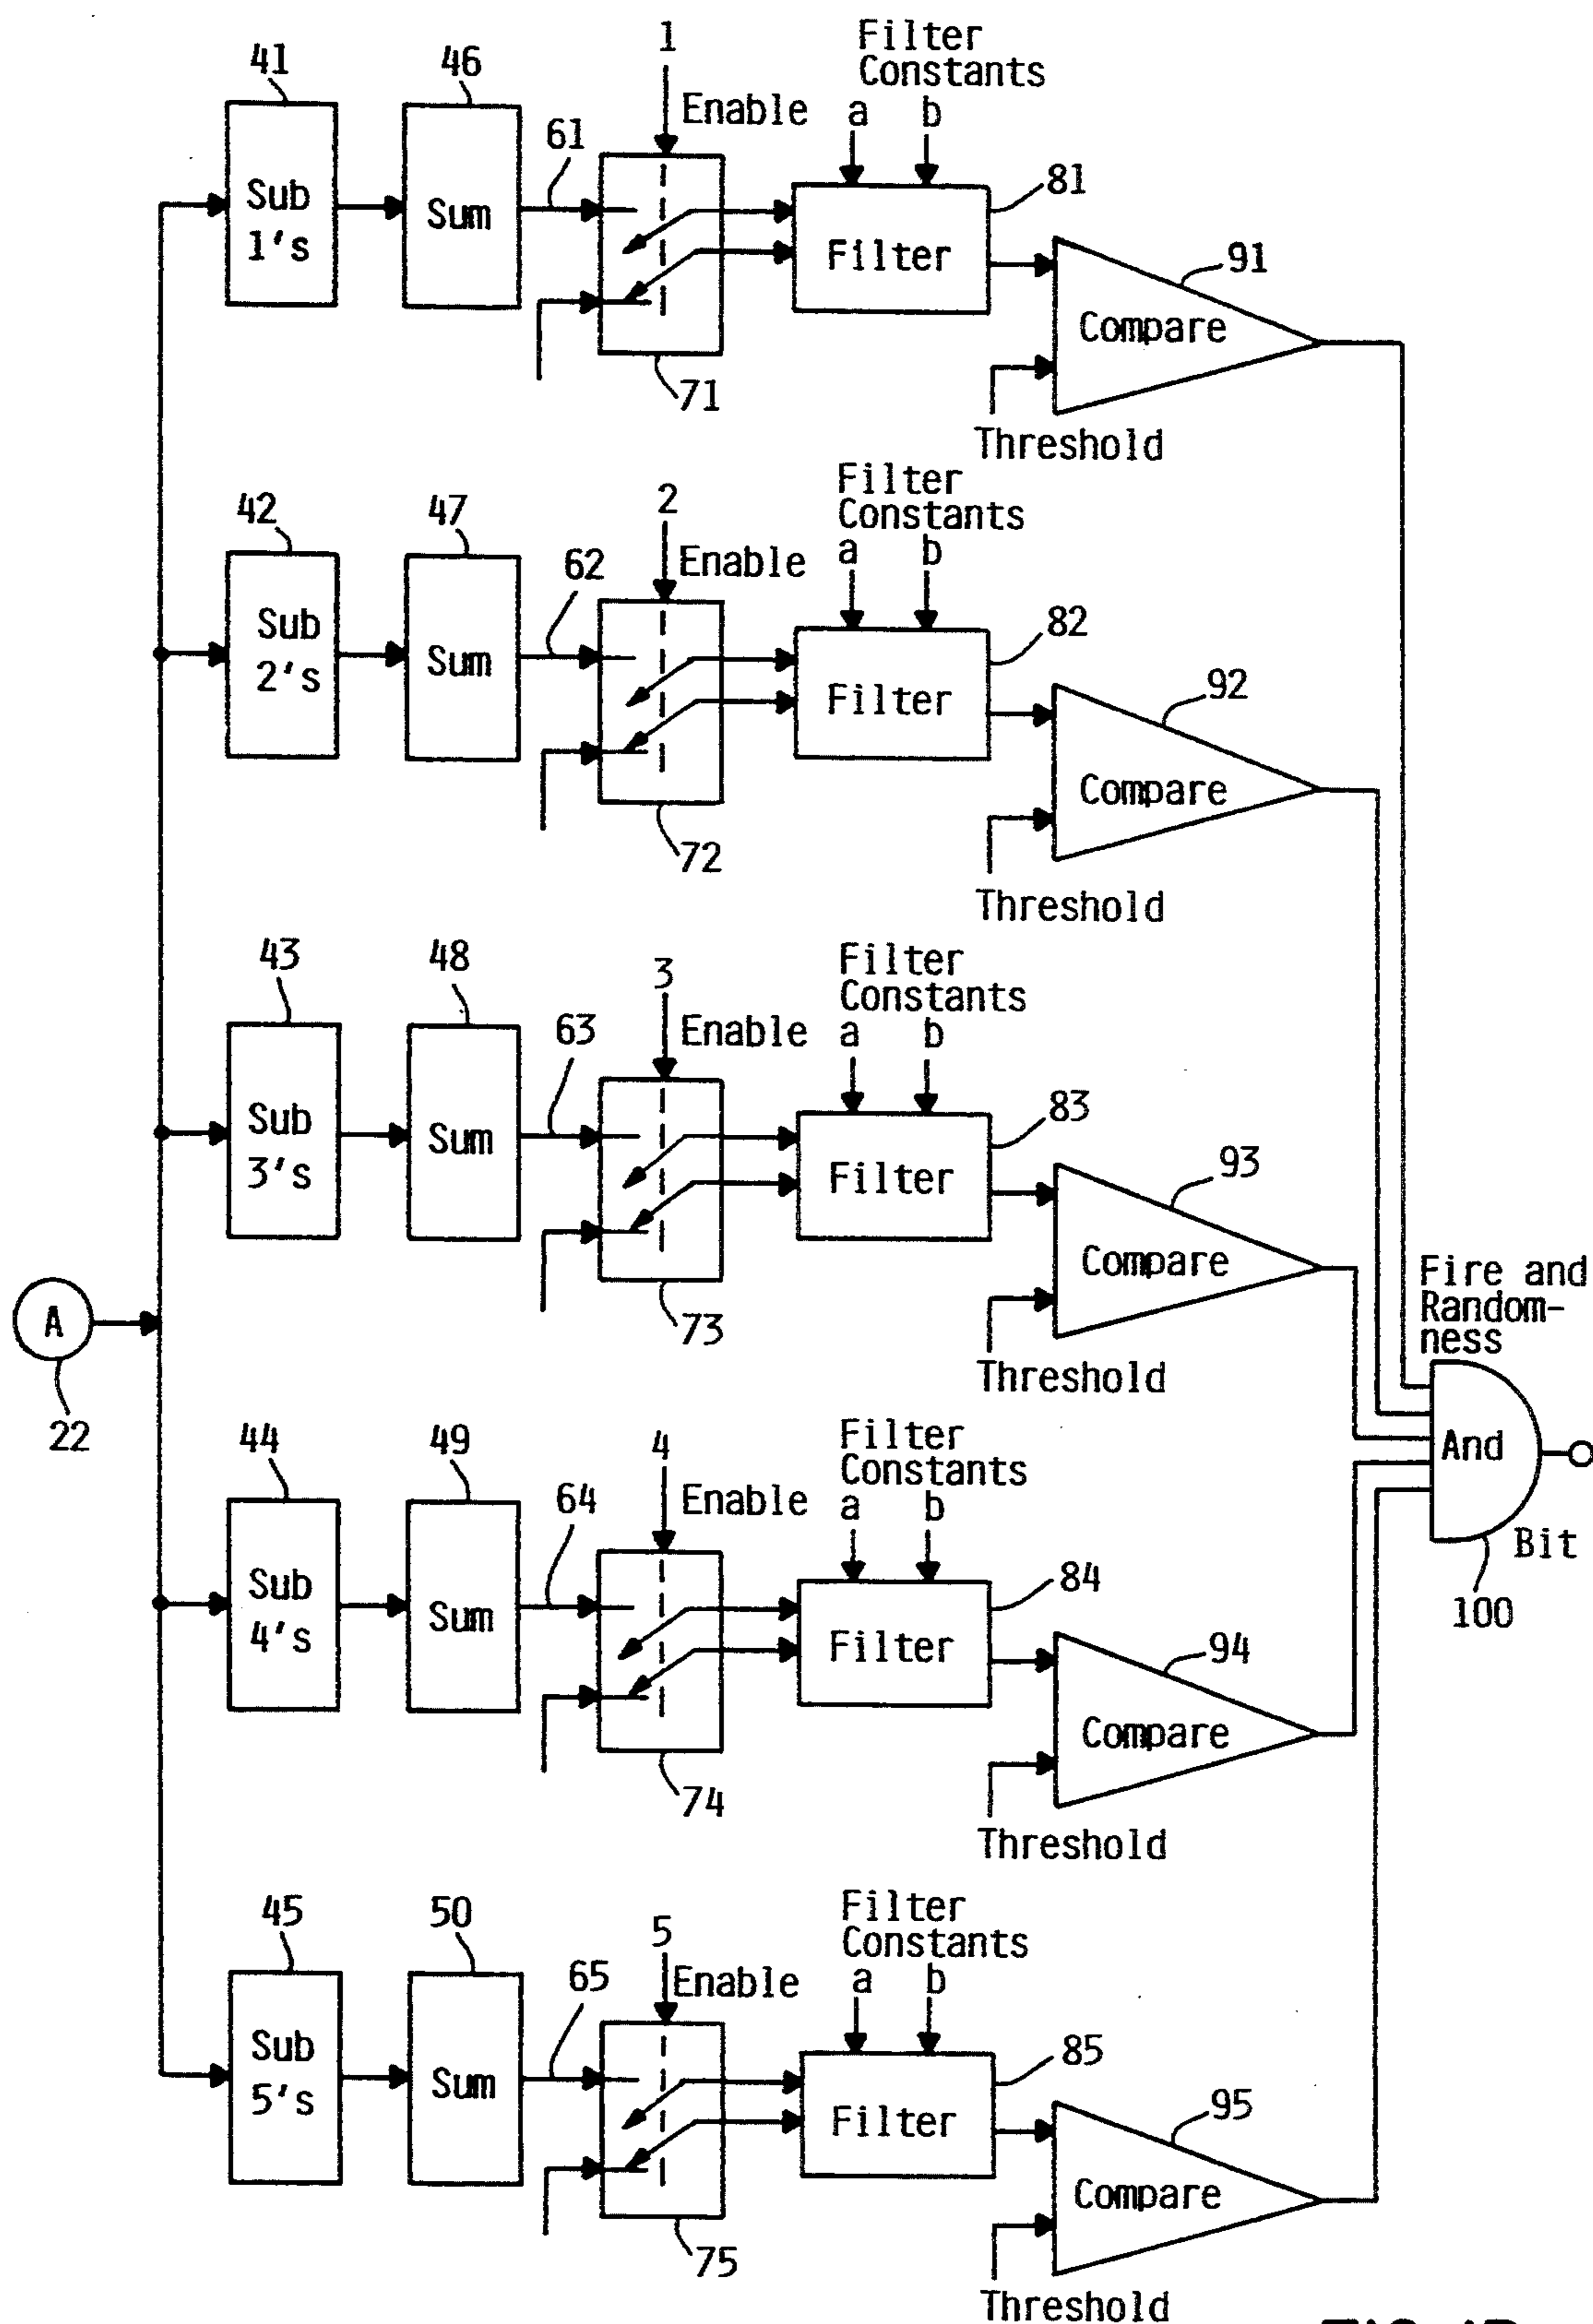 41
46
1
Filter
Constants
Enable
a
b
61
81
Sub
1's
Sum
Filter
91
Compare
71
Threshold
42
47
2
Filter
Constants
Enable
a
b
62
82
Sub
2's
Sum
Filter
92
Compare
72
Threshold
43
48
3
Filter
Constants
Enable
a
b
63
83
Sub
3's
Sum
Filter
93
Compare
73
Threshold
Fire and
Random-
ness
A
22
And
Bit
100
44
49
4
Filter
Constants
Enable
a
b
64
84
Sub
4's
Sum
Filter
94
Compare
74
Threshold
45
50
5
Filter
Constants
Enable
a
b
65
85
Sub
5's
Sum
Filter
95
Compare
75
Threshold